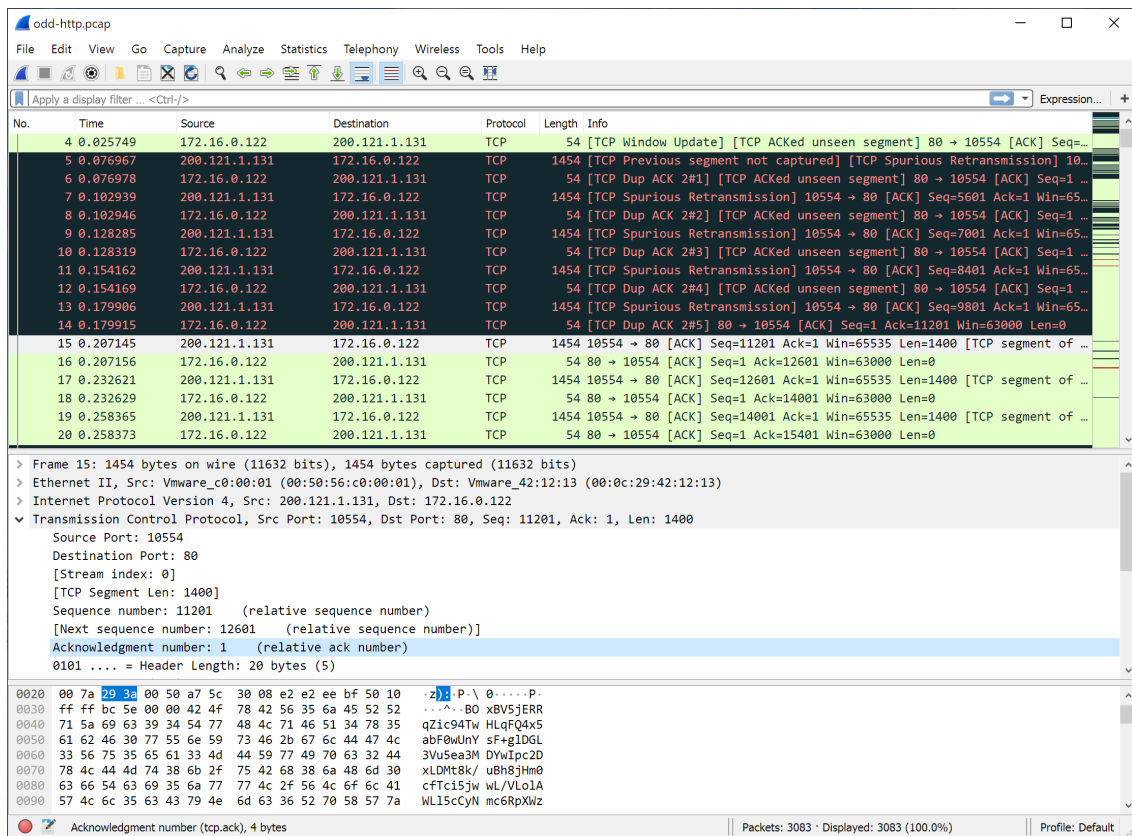 odd-http.pcap
File Edit View Go Capture Analyze Statistics Telephony Wireless Tools Help
Apply a display filter ... <Ctrl-/> Expression... +
No. Time Source Destination Protocol Length Info
4 0.025749 172.16.0.122 200.121.1.131 TCP 54 [TCP Window Update] [TCP ACKed unseen segment] 80 → 10554 [ACK] Seq=…
5 0.076967 200.121.1.131 172.16.0.122 TCP 1454 [TCP Previous segment not captured] [TCP Spurious Retransmission] 10…
6 0.076978 172.16.0.122 200.121.1.131 TCP 54 [TCP Dup ACK 2#1] [TCP ACKed unseen segment] 80 → 10554 [ACK] Seq=1 …
7 0.102939 200.121.1.131 172.16.0.122 TCP 1454 [TCP Spurious Retransmission] 10554 → 80 [ACK] Seq=5601 Ack=1 Win=65…
8 0.102946 172.16.0.122 200.121.1.131 TCP 54 [TCP Dup ACK 2#2] [TCP ACKed unseen segment] 80 → 10554 [ACK] Seq=1 …
9 0.128285 200.121.1.131 172.16.0.122 TCP 1454 [TCP Spurious Retransmission] 10554 → 80 [ACK] Seq=7001 Ack=1 Win=65…
10 0.128319 172.16.0.122 200.121.1.131 TCP 54 [TCP Dup ACK 2#3] [TCP ACKed unseen segment] 80 → 10554 [ACK] Seq=1 …
11 0.154162 200.121.1.131 172.16.0.122 TCP 1454 [TCP Spurious Retransmission] 10554 → 80 [ACK] Seq=8401 Ack=1 Win=65…
12 0.154169 172.16.0.122 200.121.1.131 TCP 54 [TCP Dup ACK 2#4] [TCP ACKed unseen segment] 80 → 10554 [ACK] Seq=1 …
13 0.179906 200.121.1.131 172.16.0.122 TCP 1454 [TCP Spurious Retransmission] 10554 → 80 [ACK] Seq=9801 Ack=1 Win=65…
14 0.179915 172.16.0.122 200.121.1.131 TCP 54 [TCP Dup ACK 2#5] 80 → 10554 [ACK] Seq=1 Ack=11201 Win=63000 Len=0
15 0.207145 200.121.1.131 172.16.0.122 TCP 1454 10554 → 80 [ACK] Seq=11201 Ack=1 Win=65535 Len=1400 [TCP segment of …
16 0.207156 172.16.0.122 200.121.1.131 TCP 54 80 → 10554 [ACK] Seq=1 Ack=12601 Win=63000 Len=0
17 0.232621 200.121.1.131 172.16.0.122 TCP 1454 10554 → 80 [ACK] Seq=12601 Ack=1 Win=65535 Len=1400 [TCP segment of …
18 0.232629 172.16.0.122 200.121.1.131 TCP 54 80 → 10554 [ACK] Seq=1 Ack=14001 Win=63000 Len=0
19 0.258365 200.121.1.131 172.16.0.122 TCP 1454 10554 → 80 [ACK] Seq=14001 Ack=1 Win=65535 Len=1400 [TCP segment of …
20 0.258373 172.16.0.122 200.121.1.131 TCP 54 80 → 10554 [ACK] Seq=1 Ack=15401 Win=63000 Len=0
Frame 15: 1454 bytes on wire (11632 bits), 1454 bytes captured (11632 bits)
Ethernet II, Src: Vmware_c0:00:01 (00:50:56:c0:00:01), Dst: Vmware_42:12:13 (00:0c:29:42:12:13)
Internet Protocol Version 4, Src: 200.121.1.131, Dst: 172.16.0.122
Transmission Control Protocol, Src Port: 10554, Dst Port: 80, Seq: 11201, Ack: 1, Len: 1400
Source Port: 10554
Destination Port: 80
[Stream index: 0]
[TCP Segment Len: 1400]
Sequence number: 11201 (relative sequence number)
[Next sequence number: 12601 (relative sequence number)]
Acknowledgment number: 1 (relative ack number)
0101 .... = Header Length: 20 bytes (5)
0020 00 7a 29 3a 00 50 a7 5c 30 08 e2 e2 ee bf 50 10 ·z):·P·\ 0·····P·
0030 ff ff bc 5e 00 00 42 4f 78 42 56 35 6a 45 52 52 ···^··BO xBV5jERR
0040 71 5a 69 63 39 34 54 77 48 4c 71 46 51 34 78 35 qZic94Tw HLqFQ4x5
0050 61 62 46 30 77 55 6e 59 73 46 2b 67 6c 44 47 4c abF0wUnY sF+glDGL
0060 33 56 75 35 65 61 33 4d 44 59 77 49 70 63 32 44 3Vu5ea3M DYwIpc2D
0070 78 4c 44 4d 74 38 6b 2f 75 42 68 38 6a 48 6d 30 xLDMt8k/ uBh8jHm0
0080 63 66 54 63 69 35 6a 77 77 4c 2f 56 4c 6f 6c 41 cfTci5jw wL/VLolA
0090 57 4c 6c 35 63 43 79 4e 6d 63 36 52 70 58 57 7a WLl5cCyN mc6RpXWz
Acknowledgment number (tcp.ack), 4 bytes Packets: 3083 · Displayed: 3083 (100.0%) Profile: Default